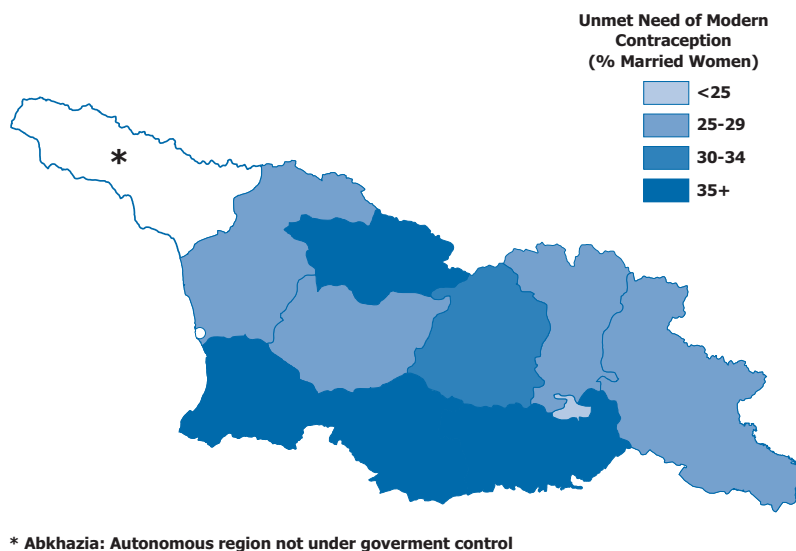 Unmet Need of Modern
Contraception
(% Married Women)
<25
25-29
30-34
35+
*
* Abkhazia: Autonomous region not under goverment control